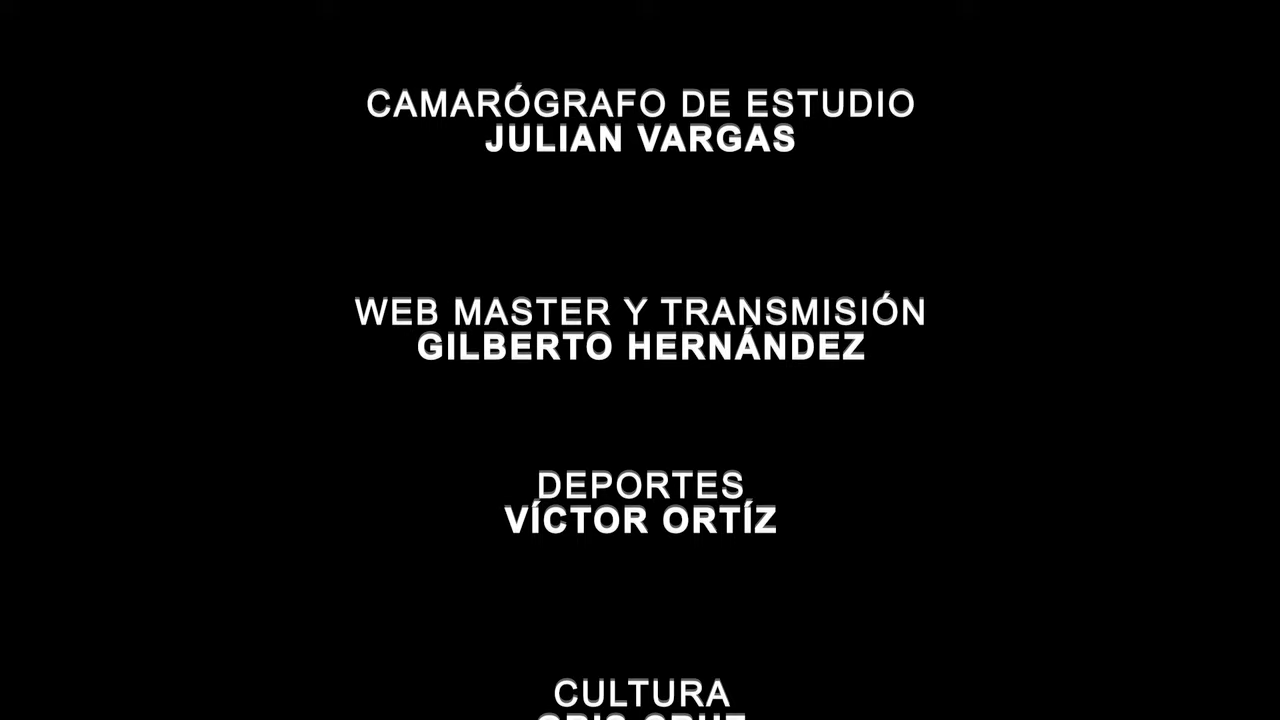 CAMARÓGRAFO DE ESTUDIO
JULIAN VARGAS
WEB MASTER Y TRANSMISIÓN
GILBERTO HERNÁNDEZ
DEPORTES
VÍCTOR ORTÍZ
CULTURA